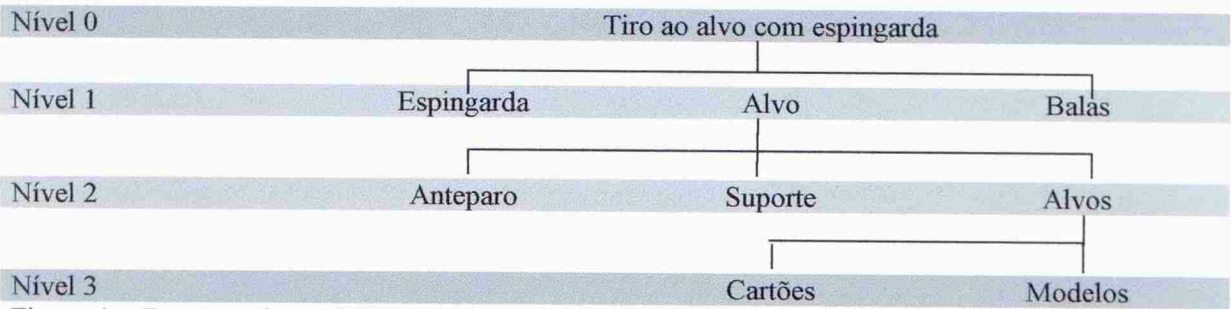 Nível 0 Tiro ao alvo com espingarda
Nível 1 Espingarda Alvo Balas
Nível 2 Anteparo Suporte Alvos
Nível 3 Cartões Modelos